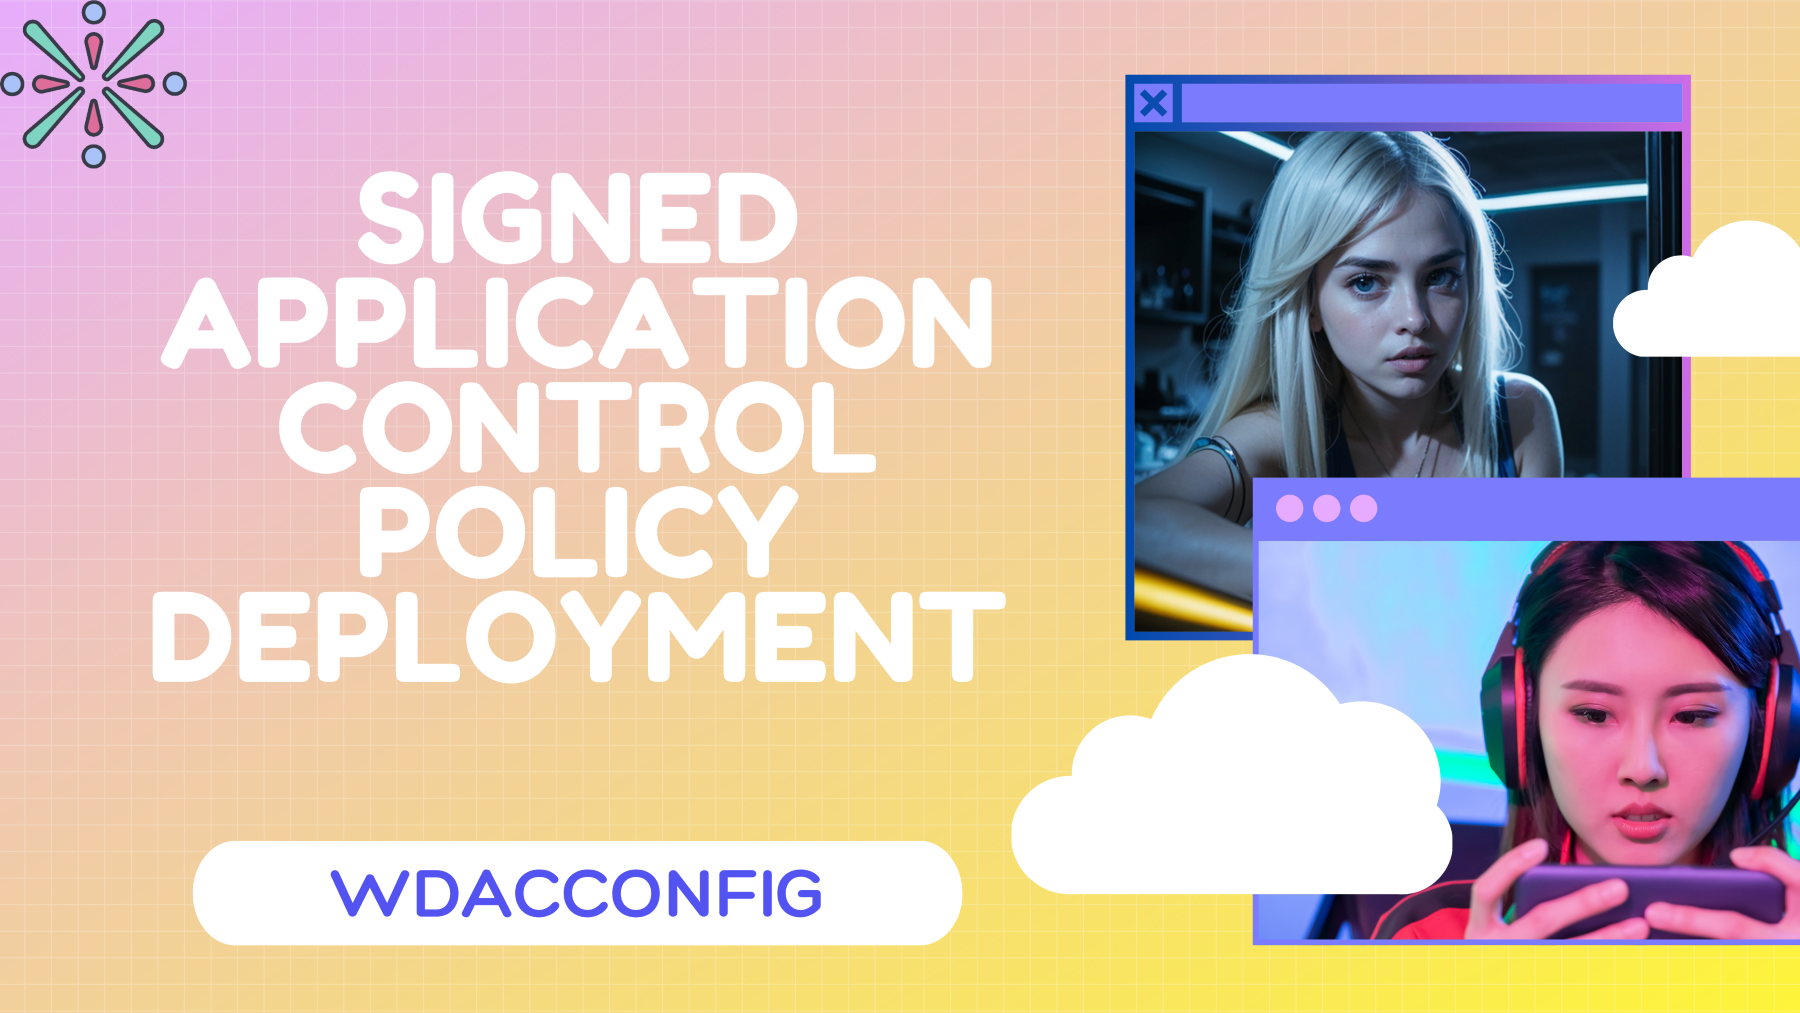 SIGNED
APPLICATION
CONTROL
POLICY
DEPLOYMENT
WDACCONFIG